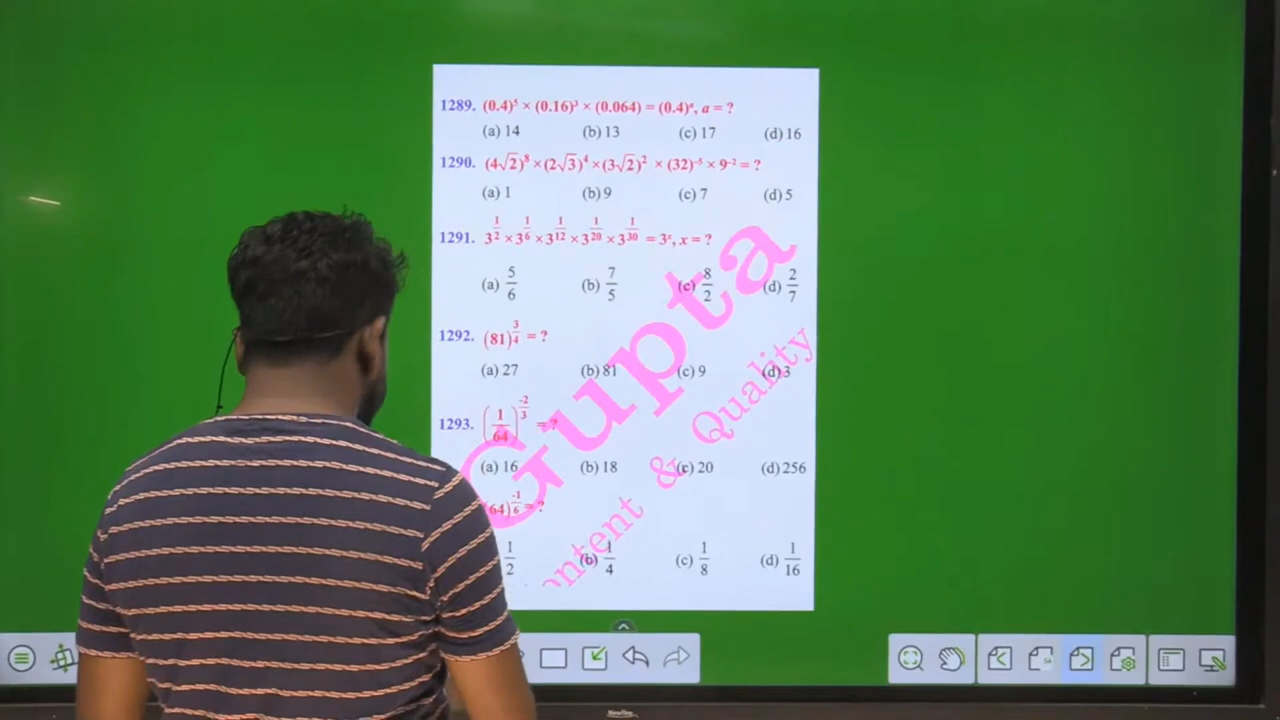 1289. (0.4)⁵ × (0.16)³ × (0.064) = (0.4)ᵃ, a = ?
(a) 14 (b) 13 (c) 17 (d) 16
1290. (4√2)⁸ × (2√3)⁴ × (3√2)² × (32)⁻⁵ × 9⁻² = ?
(a) 1 (b) 9 (c) 7 (d) 5
1291. 3^(1/2) × 3^(1/6) × 3^(1/12) × 3^(1/20) × 3^(1/30) = 3ˣ, x = ?
(a) 5/6 (b) 7/5 (c) 8/2 (d) 2/7
1292. (81)^(3/4) = ?
(a) 27 (b) 81 (c) 9 (d) 3
1293. (1/64)^(-2/3) = ?
(a) 16 (b) 18 (c) 20 (d) 256
(64)^(-1/6) = ?
1/2 (b) 1/4 (c) 1/8 (d) 1/16
Gupta
ontent & Quality